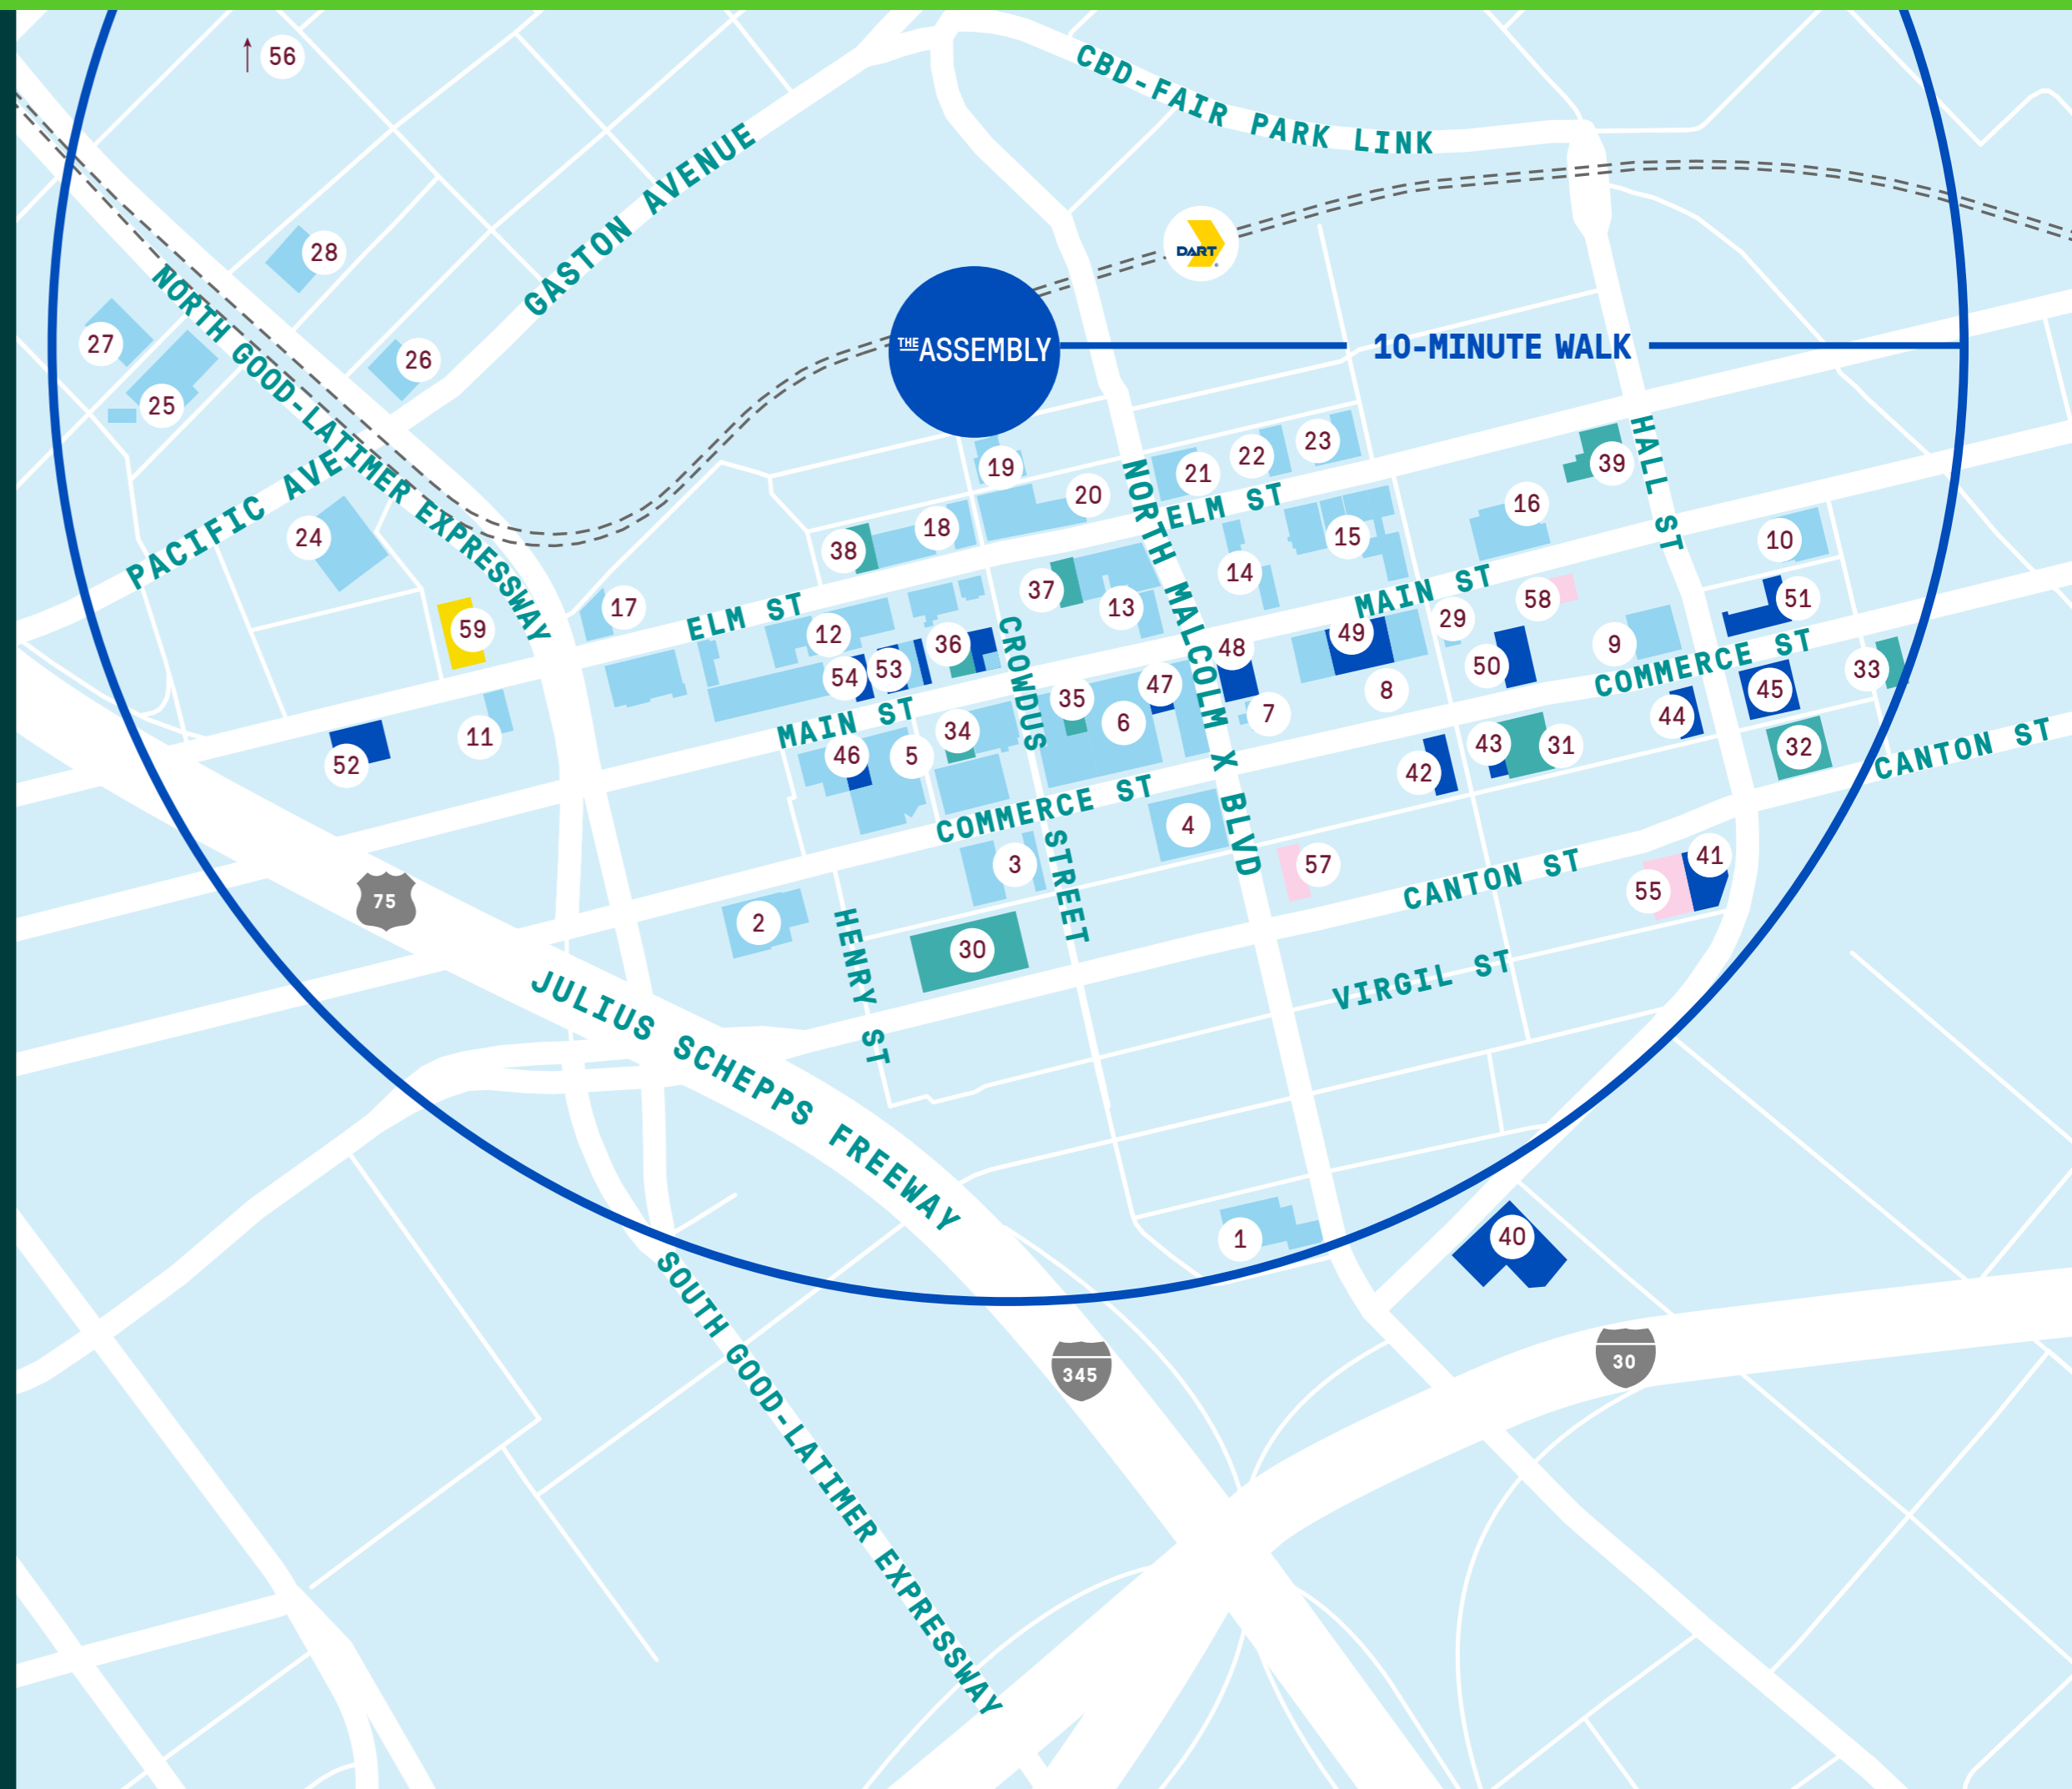 56
CBD-FAIR PARK LINK
GASTON AVENUE
28
DART
NORTH GOOD-LATIMER EXPRESSWAY
27
26
THE ASSEMBLY
10-MINUTE WALK
25
23
22
21
19
20
39
HALL ST
PACIFIC AVE
24
NORTH MALCOLM X BLVD
ELM ST
16
18
38
15
10
14
37
13
MAIN ST
58
51
29
17
59
ELM ST
12
36
CROWDUS STREET
48
49
9
COMMERCE ST
54
53
50
33
47
8
45
35
7
44
11
MAIN ST
34
6
52
46
5
43
31
32
CANTON ST
42
COMMERCE ST
4
75
3
57
CANTON ST
41
55
2
HENRY ST
30
VIRGIL ST
JULIUS SCHEPPS FREEWAY
1
40
SOUTH GOOD-LATIMER EXPRESSWAY
345
30